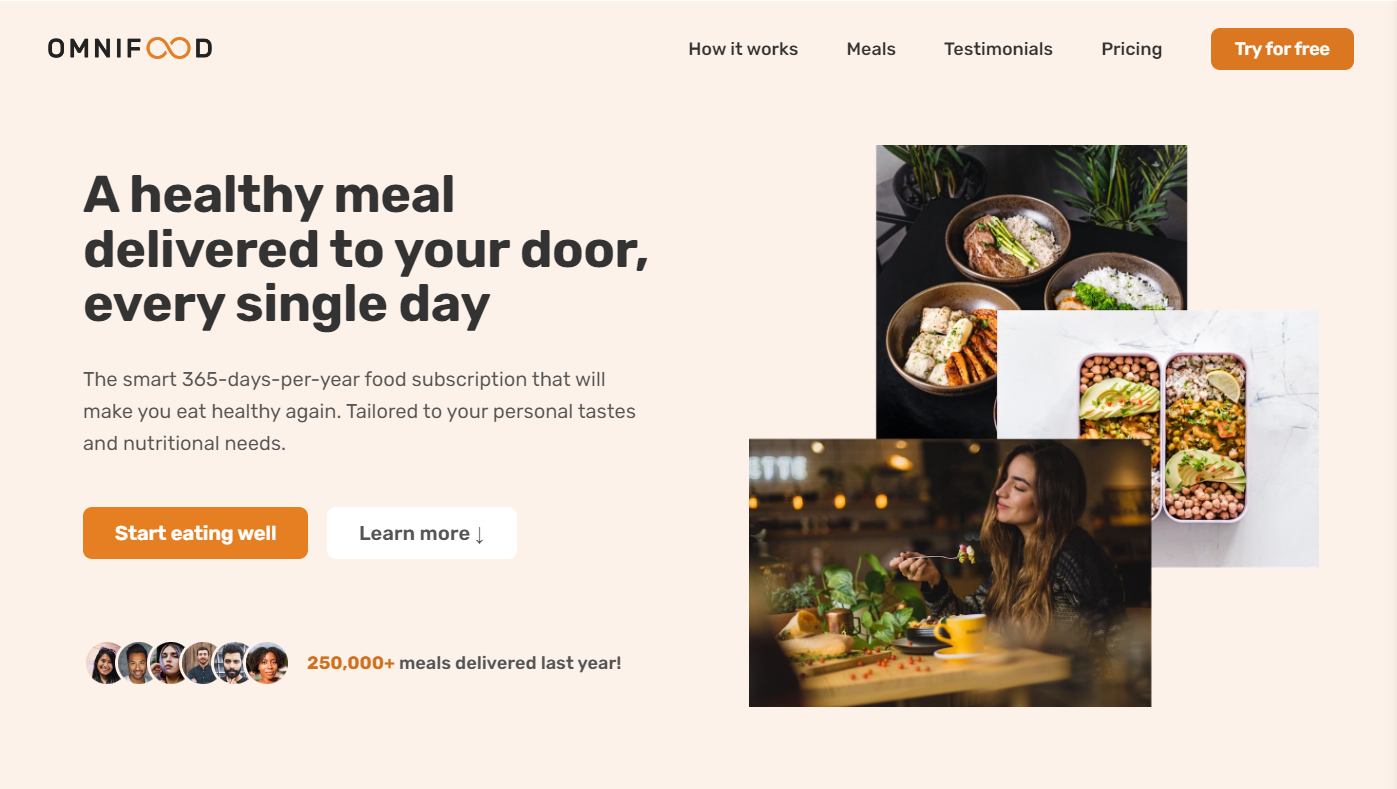 OMNIFOOD
How it works
Meals
Testimonials
Pricing
Try for free
A healthy meal
delivered to your door,
every single day
The smart 365-days-per-year food subscription that will
make you eat healthy again. Tailored to your personal tastes
and nutritional needs.
Start eating well
Learn more ↓
250,000+ meals delivered last year!